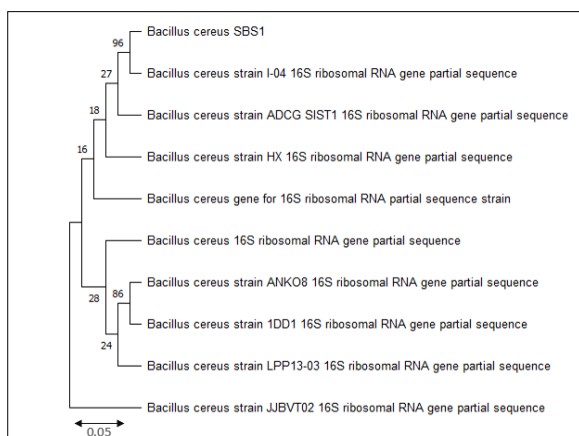 Bacillus cereus SBS1
96
Bacillus cereus strain I-04 16S ribosomal RNA gene partial sequence
27
Bacillus cereus strain ADCG SIST1 16S ribosomal RNA gene partial sequence
18
Bacillus cereus strain HX 16S ribosomal RNA gene partial sequence
16
Bacillus cereus gene for 16S ribosomal RNA partial sequence strain
Bacillus cereus 16S ribosomal RNA gene partial sequence
28
86
Bacillus cereus strain ANKO8 16S ribosomal RNA gene partial sequence
Bacillus cereus strain 1DD1 16S ribosomal RNA gene partial sequence
24
Bacillus cereus strain LPP13-03 16S ribosomal RNA gene partial sequence
Bacillus cereus strain JJBVT02 16S ribosomal RNA gene partial sequence
0.05